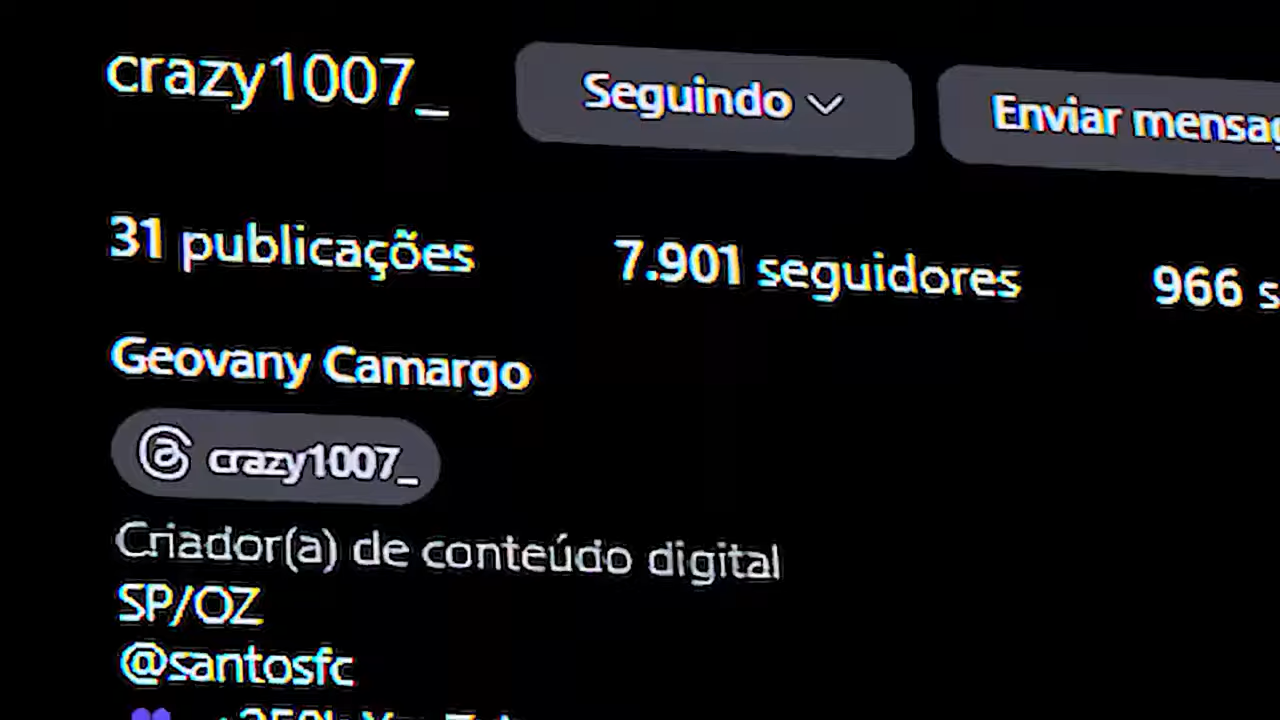 crazy1007_ Seguindo Enviar
31 publicações 7.901 seguidores 966
Geovany Camargo
crazy1007_
Criador(a) de conteúdo digital
SP/OZ
@santosfc